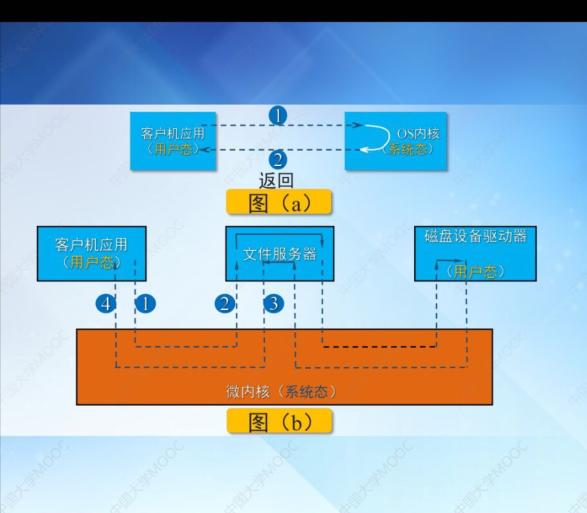 ①
客户机应用
(用户态)
OS内核
(系统态)
②
返回
图(a)
客户机应用
(用户态)
文件服务器
磁盘设备驱动器
(用户态)
④ ① ② ③
微内核(系统态)
图(b)
中国大学MOOC